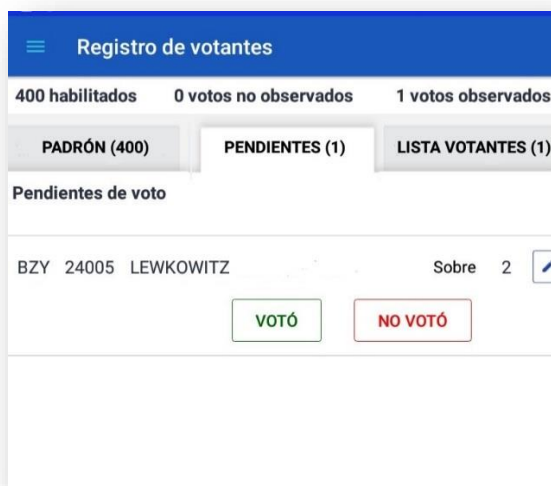 Registro de votantes
400 habilitados 0 votos no observados 1 votos observados
PADRÓN (400) PENDIENTES (1) LISTA VOTANTES (1)
Pendientes de voto
BZY 24005 LEWKOWITZ Sobre 2
VOTÓ NO VOTÓ